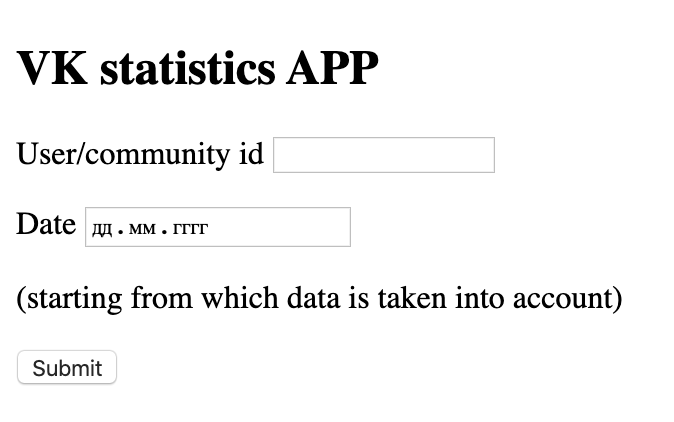 VK statistics APP
User/community id
Date дд.мм.гггг
(starting from which data is taken into account)
Submit